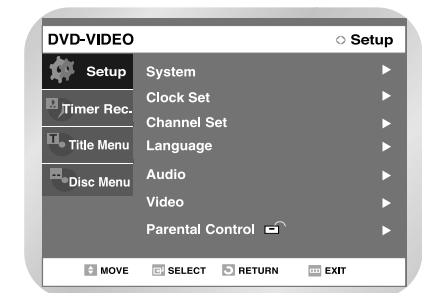 DVD-VIDEO Setup
Setup
Timer Rec.
Title Menu
Disc Menu
System
Clock Set
Channel Set
Language
Audio
Video
Parental Control
MOVE SELECT RETURN EXIT